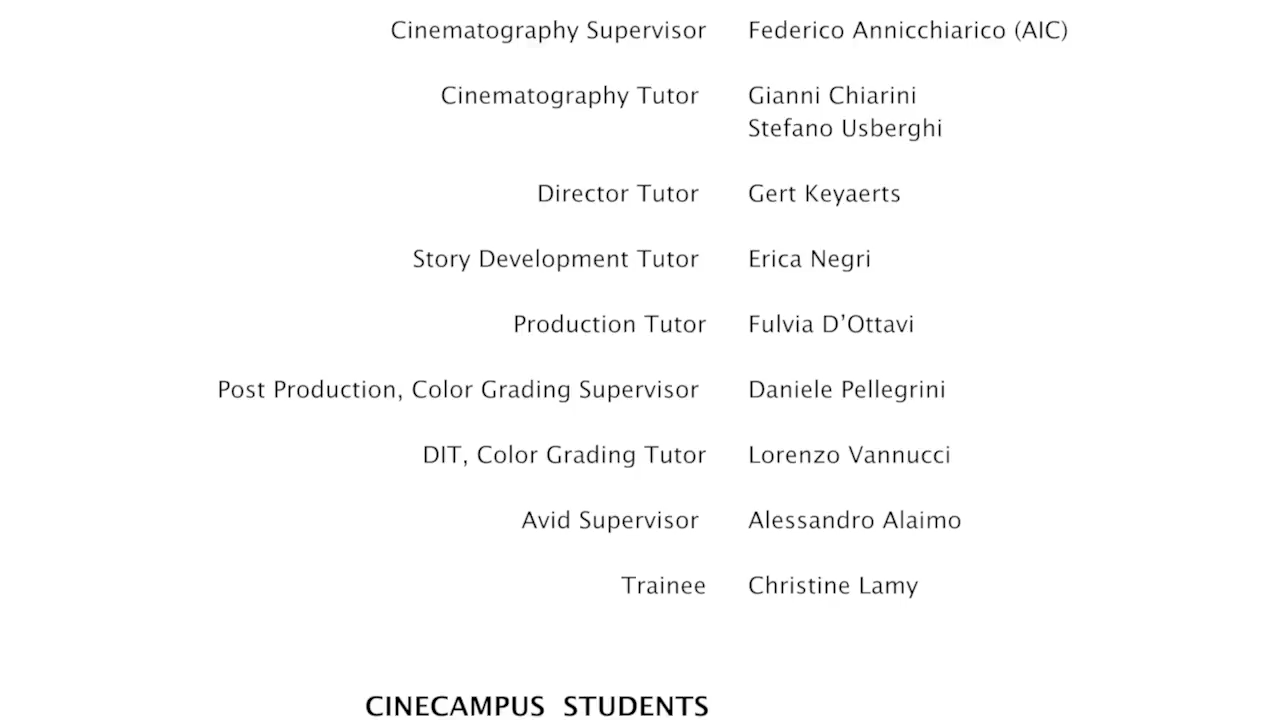 Cinematography Supervisor Federico Annicchiarico (AIC)
Cinematography Tutor Gianni Chiarini
Stefano Usberghi
Director Tutor Gert Keyaerts
Story Development Tutor Erica Negri
Production Tutor Fulvia D’Ottavi
Post Production, Color Grading Supervisor Daniele Pellegrini
DIT, Color Grading Tutor Lorenzo Vannucci
Avid Supervisor Alessandro Alaimo
Trainee Christine Lamy
CINECAMPUS STUDENTS